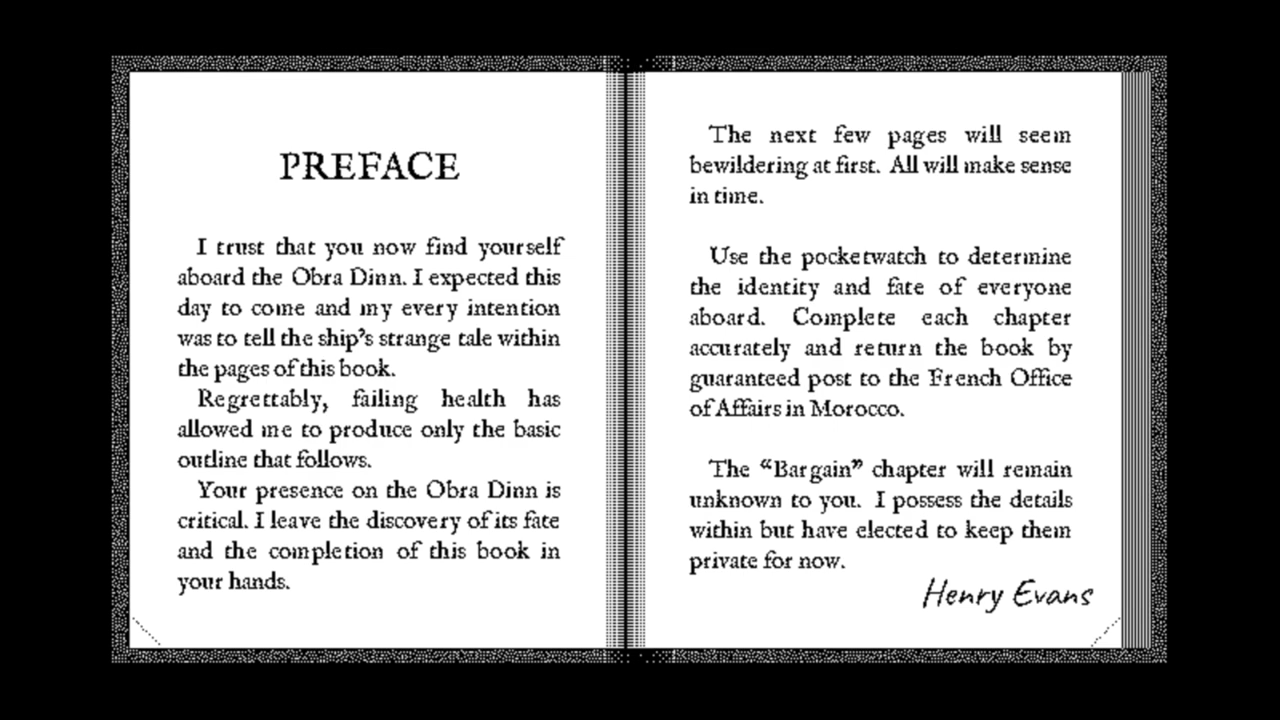 PREFACE
I trust that you now find yourself
aboard the Obra Dinn. I expected this
day to come and my every intention
was to tell the ship's strange tale within
the pages of this book.
Regrettably, failing health has
allowed me to produce only the basic
outline that follows.
Your presence on the Obra Dinn is
critical. I leave the discovery of its fate
and the completion of this book in
your hands.
The next few pages will seem
bewildering at first. All will make sense
in time.
Use the pocketwatch to determine
the identity and fate of everyone
aboard. Complete each chapter
accurately and return the book by
guaranteed post to the French Office
of Affairs in Morocco.
The “Bargain” chapter will remain
unknown to you. I possess the details
within but have elected to keep them
private for now.
Henry Evans